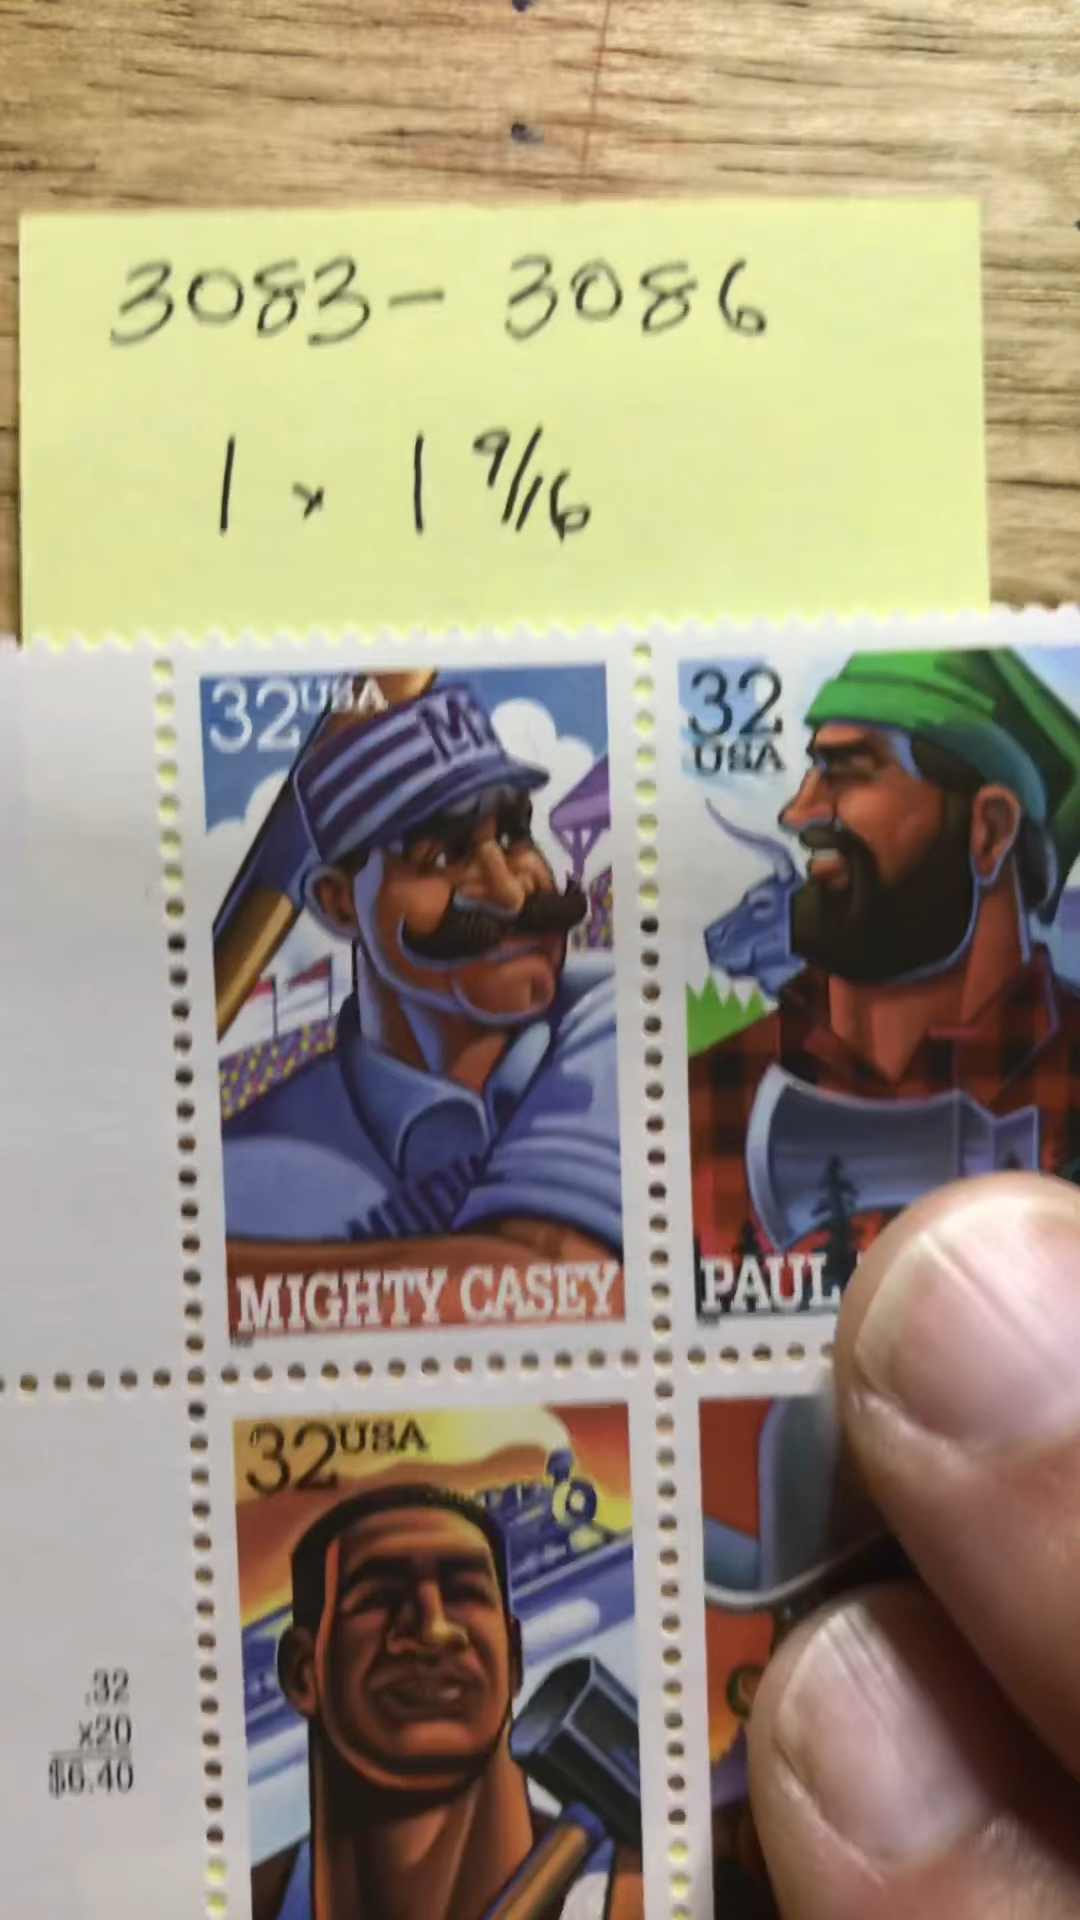 3083 - 3086
1 x 1 9/16
32 USA
M
MUDV
MIGHTY CASEY
32
USA
PAUL
32 USA
.32
x20
$6.40